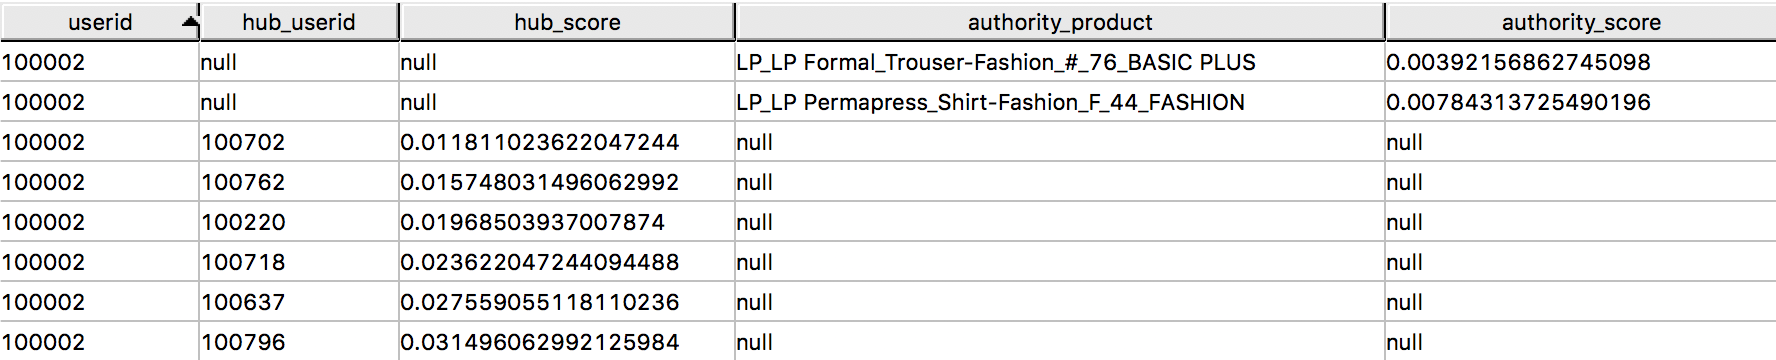 userid hub_userid hub_score authority_product authority_score
100002 null null LP_LP Formal_Trouser-Fashion_#_76_BASIC PLUS 0.00392156862745098
100002 null null LP_LP Permapress_Shirt-Fashion_F_44_FASHION 0.00784313725490196
100002 100702 0.011811023622047244 null null
100002 100762 0.015748031496062992 null null
100002 100220 0.01968503937007874 null null
100002 100718 0.023622047244094488 null null
100002 100637 0.027559055118110236 null null
100002 100796 0.031496062992125984 null null